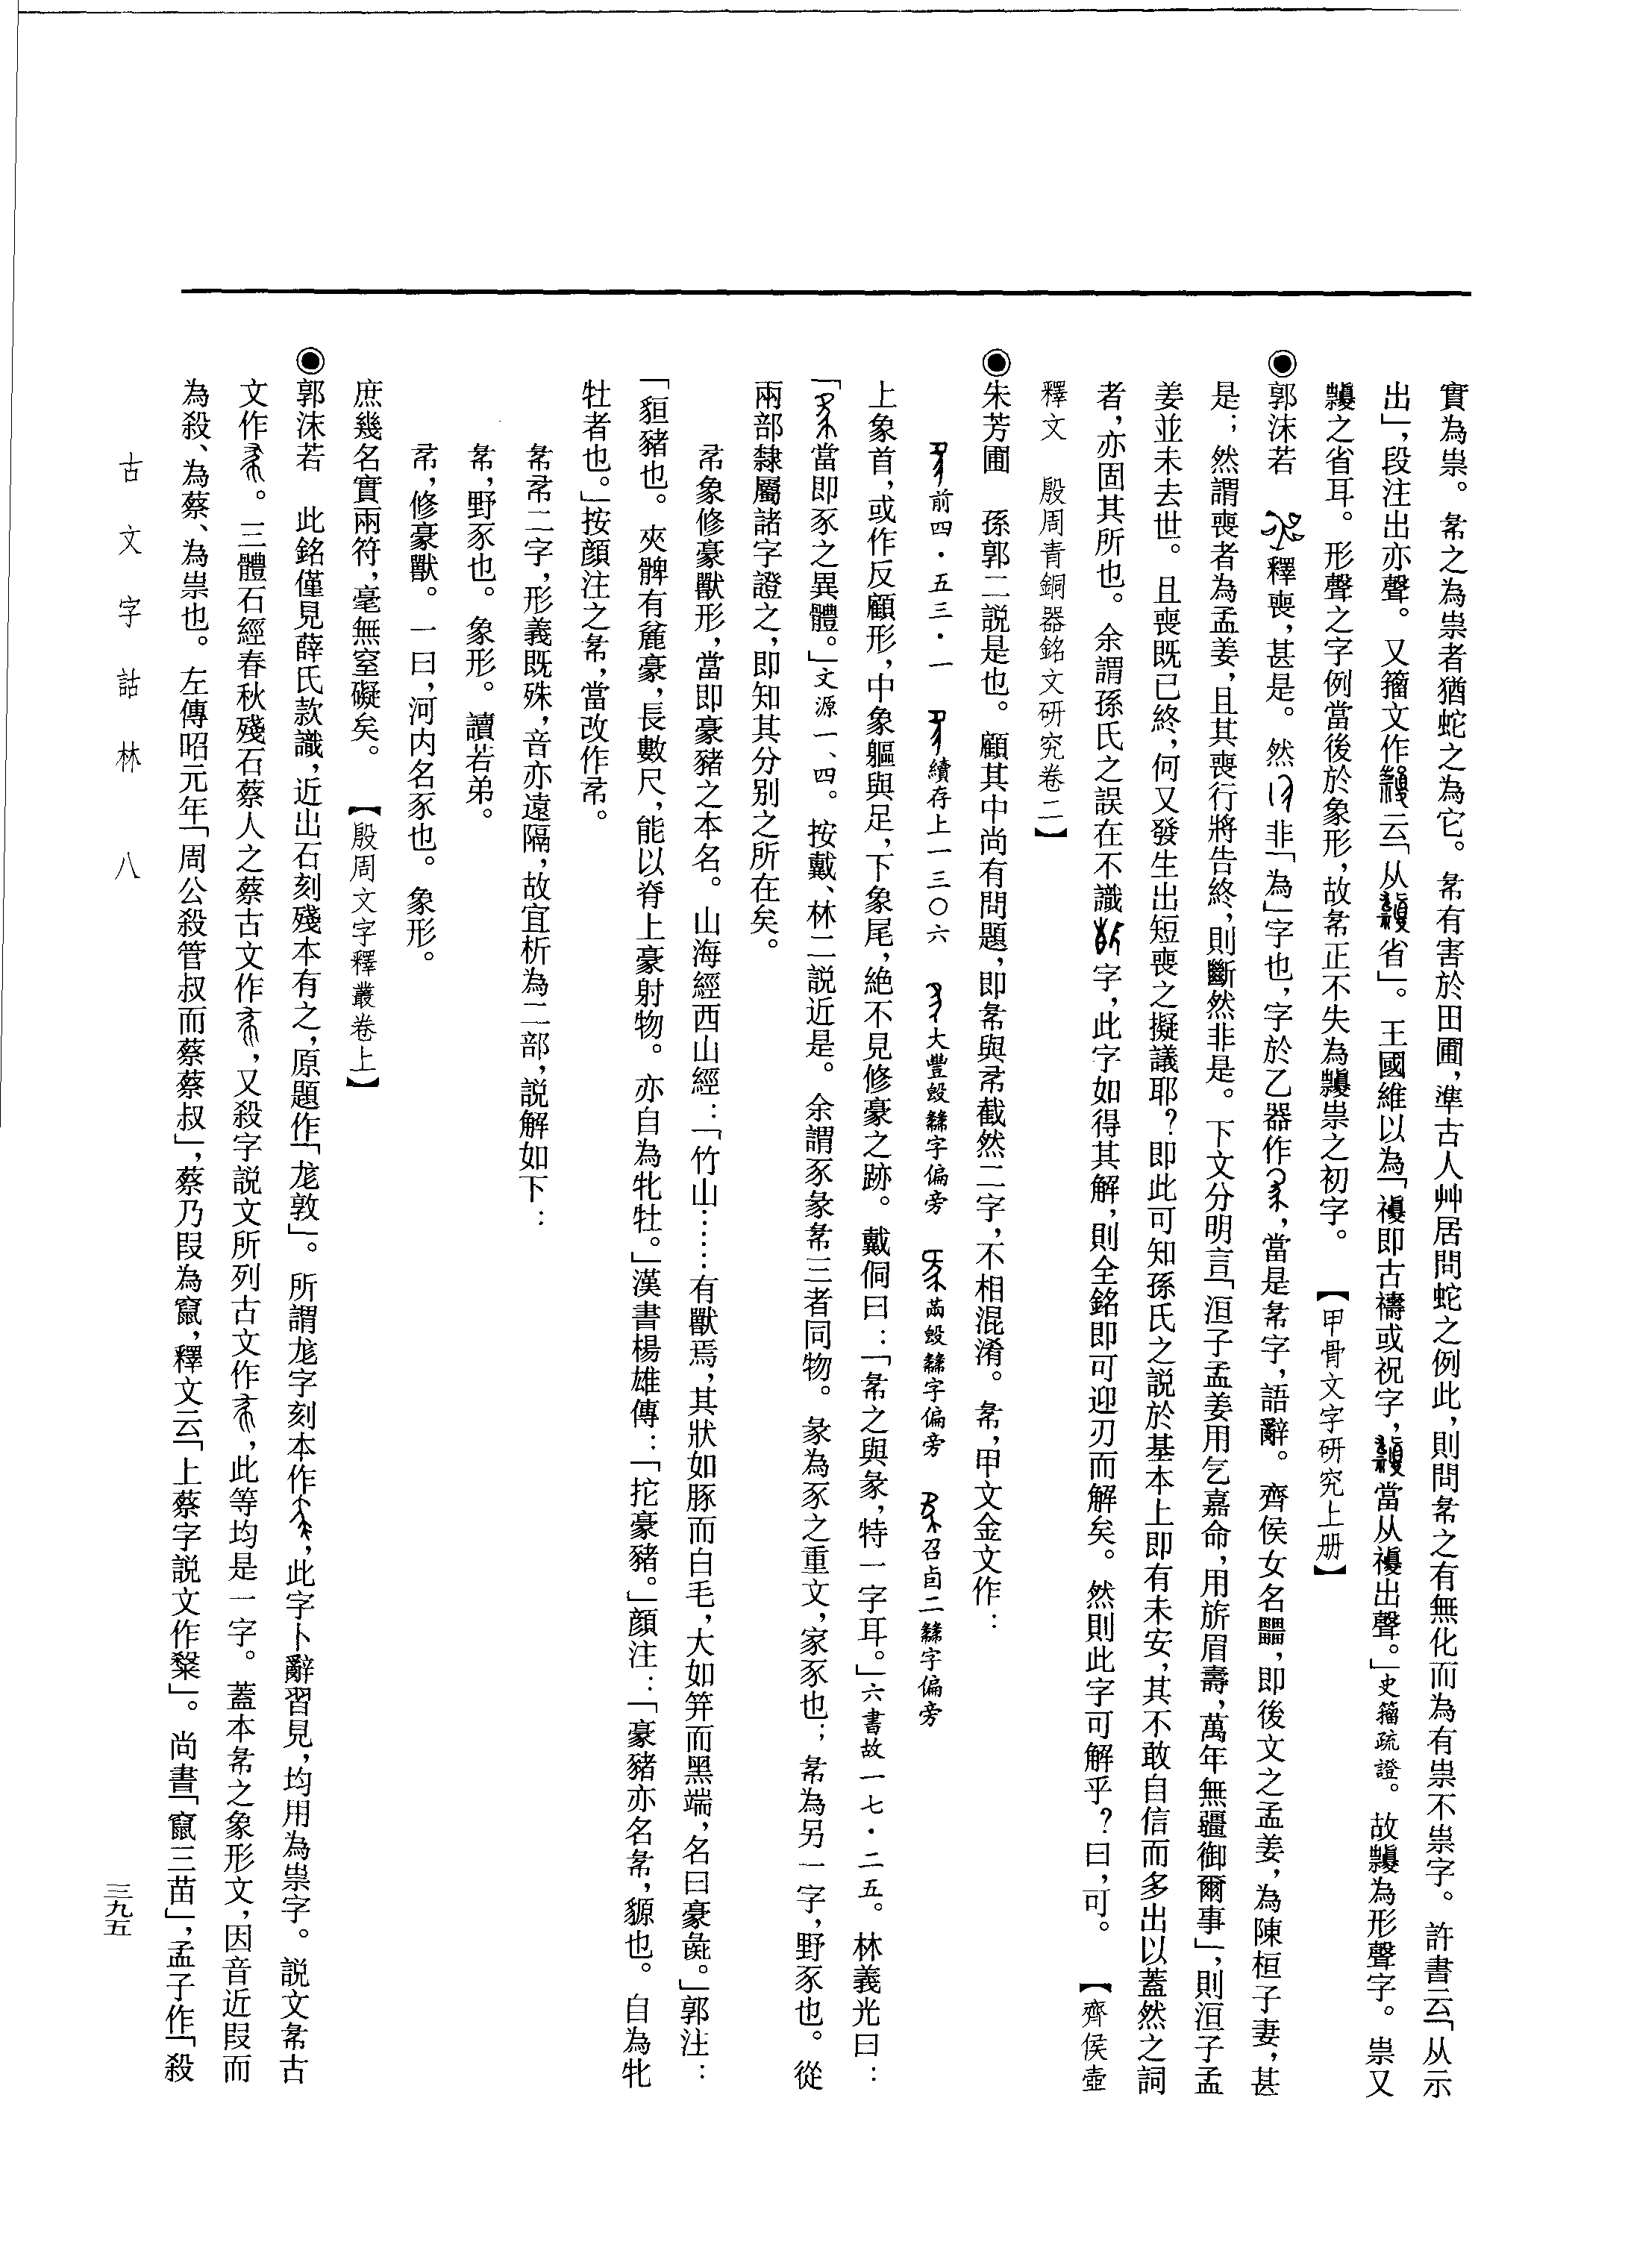 實為祟。㣇之為祟者猶蛇之為它。㣇有害於田圃，準古人艸居問蛇之例此，則問㣇之有無化而為有祟不祟字。許書云「从示
出」，段注出亦聲。又籀文作，云「从省」。王國維以為「即古禱或祝字，當从出聲。」史籀疏證。故為形聲字。祟又
之省耳。形聲之字例當後於象形，故㣇正不失為祟之初字。【甲骨文字研究上册】
◉郭沫若　釋喪，甚是。然非「為」字也，字於乙器作，當是㣇字，語辭。齊侯女名，即後文之孟姜，為陳桓子妻，甚
是；然謂喪者為孟姜，且其喪行將告終，則斷然非是。下文分明言「洹子孟姜用乞嘉命，用旂眉壽，萬年無疆御爾事」，則洹子孟
姜並未去世。且喪既已終，何又發生出短喪之擬議耶？即此可知孫氏之説於基本上即有未安，其不敢自信而多出以蓋然之詞
者，亦固其所也。余謂孫氏之誤在不識字，此字如得其解，則全銘即可迎刃而解矣。然則此字可解乎？曰，可。【齊侯壺
釋文　殷周青銅器銘文研究卷二】
◉朱芳圃　孫郭二説是也。顧其中尚有問題，即㣇與㣈截然二字，不相混淆。㣇，甲文金文作：
前四·五三·一　續存上一三〇六　大豐𣪘字偏旁　𣪘字偏旁　召卣二字偏旁
上象首，或作反顧形，中象軀與足，下象尾，絕不見修豪之跡。戴侗曰：「㣇之與彖，特一字耳。」六書故一七·二五。林義光曰：
「當即豕之異體。」文源一、四。按戴、林二説近是。余謂豕彖㣇三者同物。彖為豕之重文，家豕也；㣇為另一字，野豕也。從
兩部隸屬諸字證之，即知其分別之所在矣。
象修豪獸形，當即豪豬之本名。山海經西山經：「竹山……有獸焉，其狀如豚而白毛，大如笄而黑端，名曰豪彘。」郭注：
「貆豬也。夾髀有麄豪，長數尺，能以脊上豪射物。亦自為牝牡。」漢書楊雄傳：「拕豪豬。」顏注：「豪豬亦名㣇，豲也。自為牝
牡者也。」按顏注之㣇，當改作。
㣇二字，形義既殊，音亦遠隔，故宜析為二部，説解如下：
㣇，野豕也。象形。讀若弟。
，修豪獸。一曰，河内名豕也。象形。
庶幾名實兩符，毫無窒礙矣。【殷周文字釋叢卷上】
◉郭沫若　此銘僅見薛氏款識，近出石刻殘本有之，原題作「尨敦」。所謂尨字刻本作，此字卜辭習見，均用為祟字。説文㣇古
文作。三體石經春秋殘石蔡人之蔡古文作，又殺字説文所列古文作，此等均是一字。蓋本㣇之象形文，因音近叚而
為殺、為蔡、為祟也。左傳昭元年「周公殺管叔而蔡蔡叔」，蔡乃叚為竄，釋文云「上蔡字説文作」。尚書「竄三苗」，孟子作「殺
古文字詁林　八
三九五